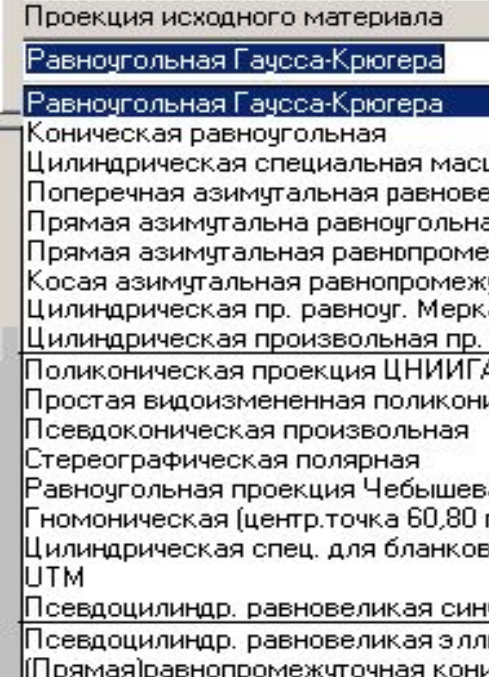 Проекция исходного материала
Равноугольная Гаусса-Крюгера
Равноугольная Гаусса-Крюгера
Коническая равноугольная
Цилиндрическая специальная масш
Поперечная азимутальная равнове
Прямая азимутальна равноугольна
Прямая азимутальная равнпроме
Косая азимутальная равнопромежу
Цилиндрическая пр. равноуг. Мерка
Цилиндрическая произвольная пр.
Поликоническая проекция ЦНИИГА
Простая видоизмененная поликони
Псевдоконическая произвольная
Стереографическая полярная
Равноугольная проекция Чебышева
Гномоническая (центр.точка 60,80 г
Цилиндрическая спец. для бланков
UTM
Псевдоцилиндр. равновеликая сину
Псевдоцилиндр. равновеликая элли
(Прямая)равнопромежуточная кони